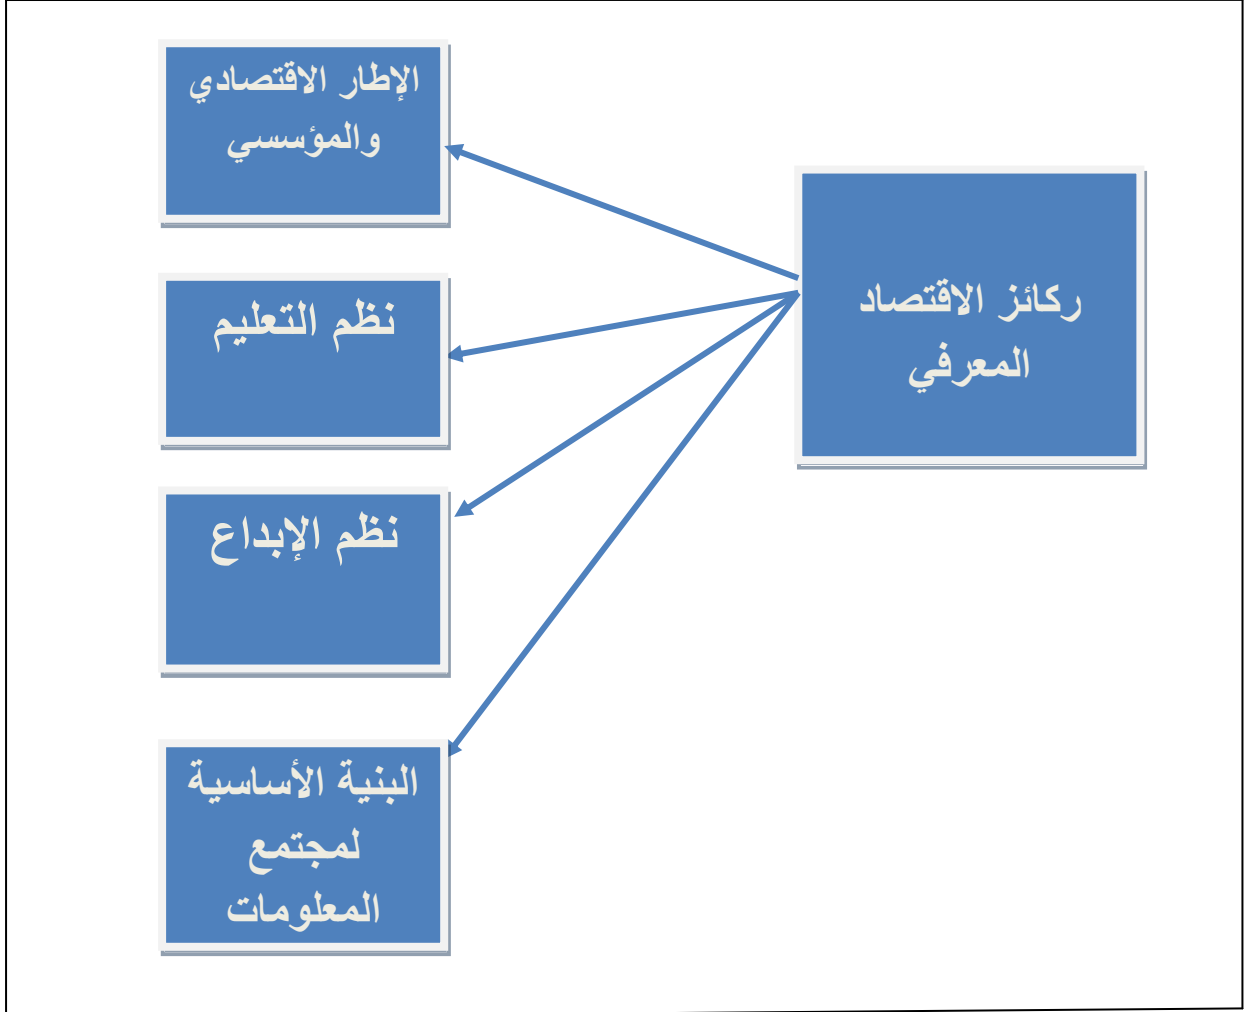 ركائز الاقتصاد
المعرفي
الإطار الاقتصادي
والمؤسسي
نظم التعليم
نظم الإبداع
البنية الأساسية
لمجتمع
المعلومات